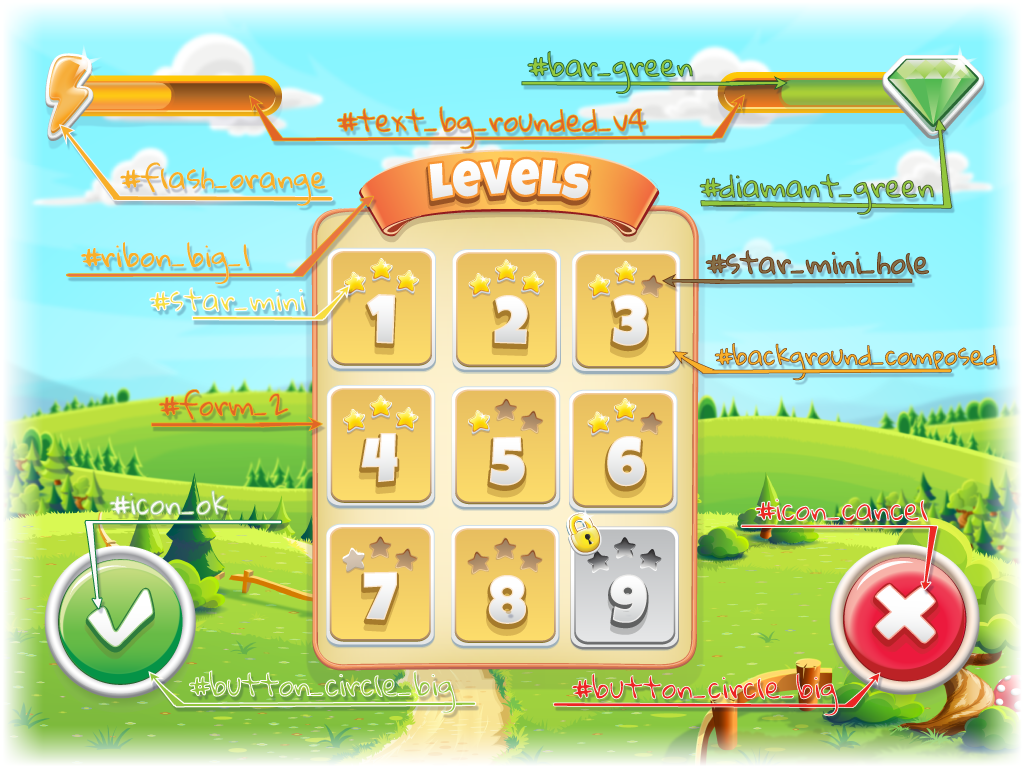 #bar_green
#text_bg_rounded_v4
#flash_orange
LEVELS
#diamant_green
#ribon_big_1
#star_mini_hole
#star_mini
1 2 3
#background_composed
#form_2
4 5 6
#icon_ok
#icon_cancel
7 8 9
#button_circle_big
#button_circle_big